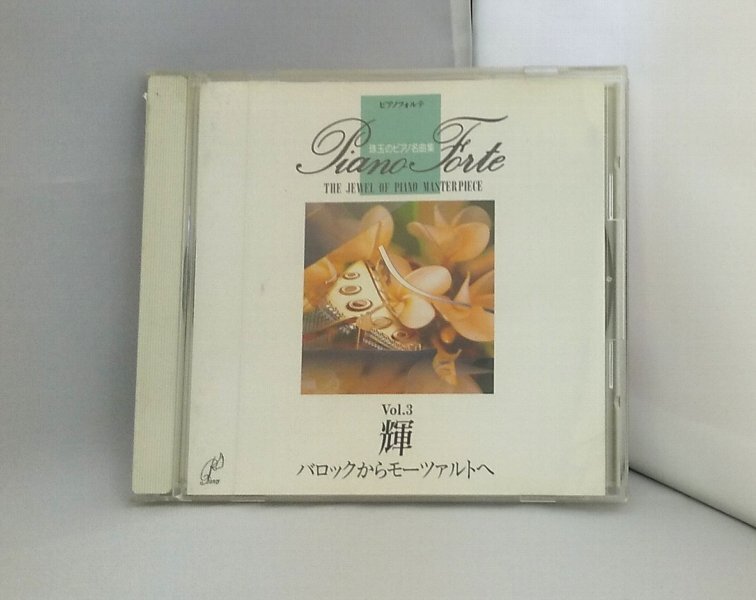 ピアノフォルテ
珠玉のピアノ名曲集
Piano Forte
THE JEWEL OF PIANO MASTERPIECE
Vol.3
輝
バロックからモーツァルトへ